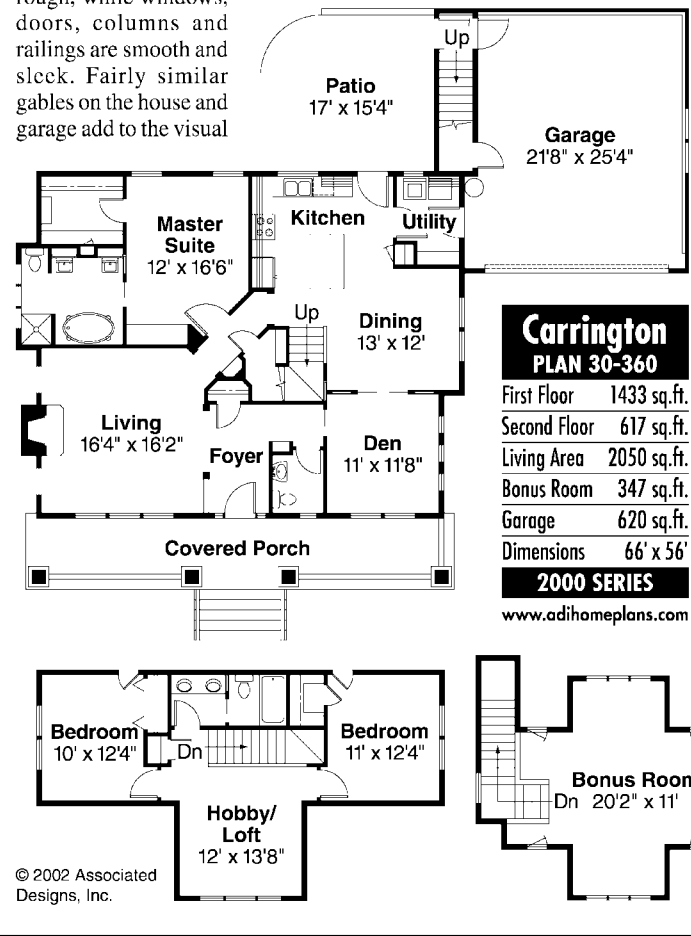 rough, while windows,
doors, columns and
railings are smooth and
sleek. Fairly similar
gables on the house and
garage add to the visual
Up
Patio
17' x 15'4"
Garage
21'8" x 25'4"
Master
Suite
12' x 16'6"
Kitchen
Utility
Up
Dining
13' x 12'
Living
16'4" x 16'2"
Foyer
Den
11' x 11'8"
Covered Porch
Carrington
PLAN 30-360
First Floor 1433 sq.ft.
Second Floor 617 sq.ft.
Living Area 2050 sq.ft.
Bonus Room 347 sq.ft.
Garage 620 sq.ft.
Dimensions 66' x 56'
2000 SERIES
www.adihomeplans.com
Bedroom
10' x 12'4"
Dn
Bedroom
11' x 12'4"
Hobby/
Loft
12' x 13'8"
Bonus Room
Dn 20'2" x 11'
© 2002 Associated
Designs, Inc.